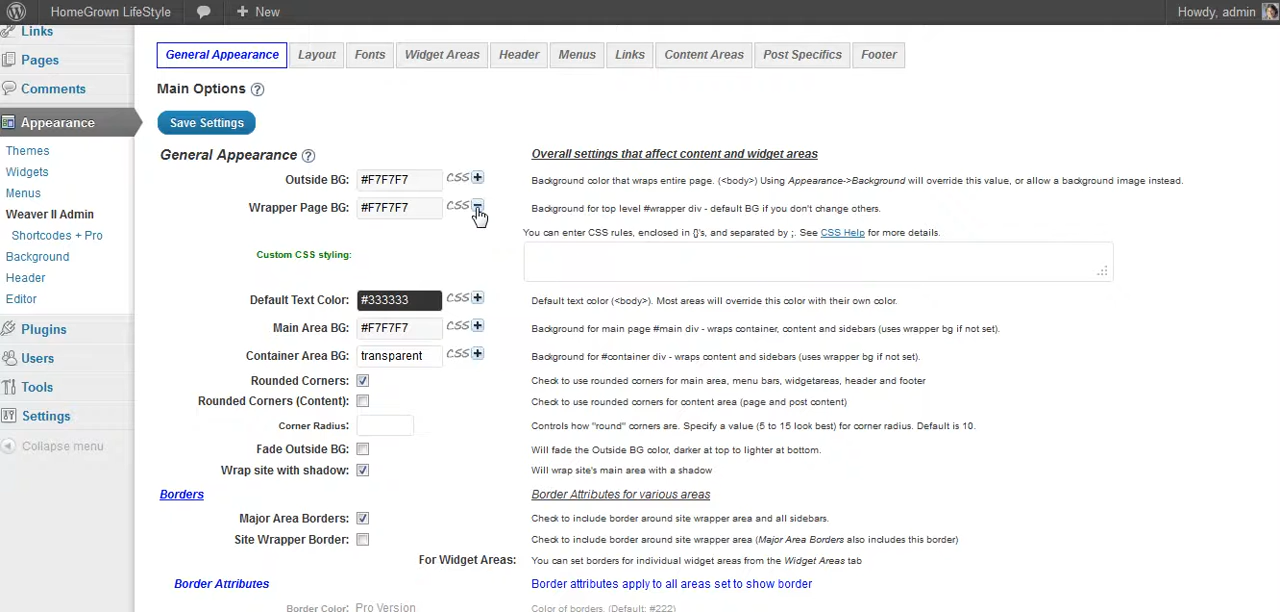 HomeGrown LifeStyle + New Howdy, admin
Links
Pages
Comments
Appearance
Themes
Widgets
Menus
Weaver II Admin
Shortcodes + Pro
Background
Header
Editor
Plugins
Users
Tools
Settings
Collapse menu
General Appearance Layout Fonts Widget Areas Header Menus Links Content Areas Post Specifics Footer
Main Options ?
Save Settings
General Appearance ? Overall settings that affect content and widget areas
Outside BG: #F7F7F7 CSS + Background color that wraps entire page. (<body>) Using Appearance->Background will override this value, or allow a background image instead.
Wrapper Page BG: #F7F7F7 CSS Background for top level #wrapper div - default BG if you don't change others.
You can enter CSS rules, enclosed in {}'s, and separated by ;. See CSS Help for more details.
Custom CSS styling:
Default Text Color: #333333 CSS + Default text color (<body>). Most areas will override this color with their own color.
Main Area BG: #F7F7F7 CSS + Background for main page #main div - wraps container, content and sidebars (uses wrapper bg if not set).
Container Area BG: transparent CSS + Background for #container div - wraps content and sidebars (uses wrapper bg if not set).
Rounded Corners: Check to use rounded corners for main area, menu bars, widgetareas, header and footer
Rounded Corners (Content): Check to use rounded corners for content area (page and post content)
Corner Radius: Controls how "round" corners are. Specify a value (5 to 15 look best) for corner radius. Default is 10.
Fade Outside BG: Will fade the Outside BG color, darker at top to lighter at bottom.
Wrap site with shadow: Will wrap site's main area with a shadow
Borders Border Attributes for various areas
Major Area Borders: Check to include border around site wrapper area and all sidebars.
Site Wrapper Border: Check to include border around site wrapper area (Major Area Borders also includes this border)
For Widget Areas: You can set borders for individual widget areas from the Widget Areas tab
Border Attributes Border attributes apply to all areas set to show border
Border Color: Pro Version Color of borders. (Default: #222)